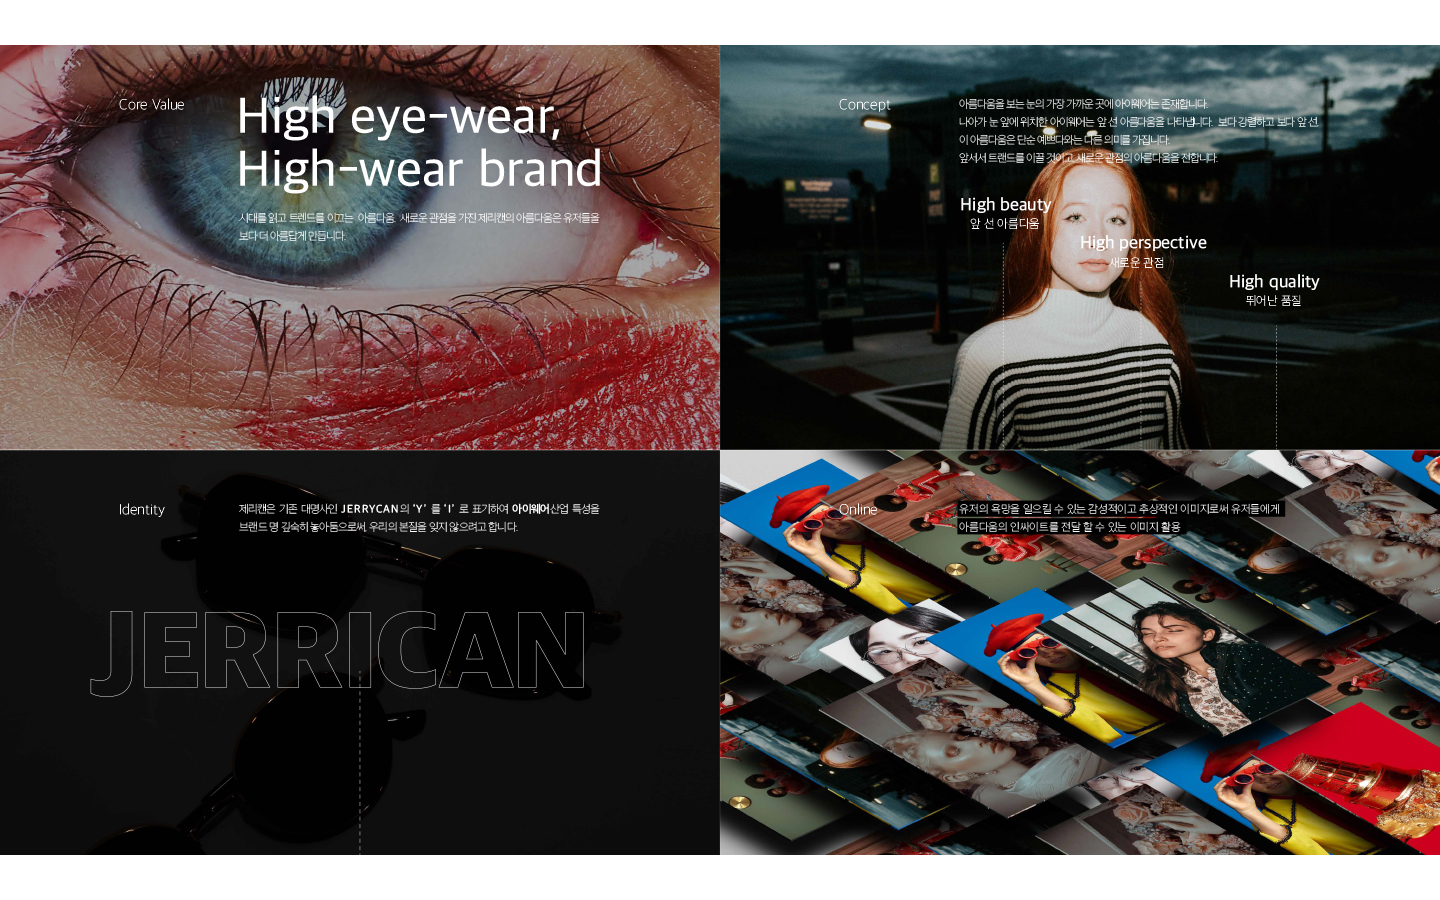 Core Value
High eye-wear,
High-wear brand
시대를 읽고 트렌드를 이끄는 아름다움. 새로운 관점을 가진 제리캔의 아름다움은 유저들을
보다 더 아름답게 만듭니다.
Concept
아름다움을 보는 눈의 가장 가까운 곳에 아이웨어는 존재합니다.
나아가 눈 앞에 위치한 아이웨어는 앞 선 아름다움을 나타냅니다. 보다 강렬하고 보다 앞 선
이 아름다움은 단순 예쁘다와는 다른 의미를 가집니다.
앞서서 트랜드를 이끌 것이고, 새로운 관점의 아름다움을 전합니다.
High beauty
앞 선 아름다움
High perspective
새로운 관점
High quality
뛰어난 품질
Identity
제리캔은 기존 대명사인 JERRYCAN의 ‘Y’ 를 ‘I’ 로 표기하여 아이웨어산업 특성을
브랜드 명 깊숙히 놓아둠으로써, 우리의 본질을 잊지 않으려고 합니다.
JERRICAN
Online
유저의 욕망을 일으킬 수 있는 감성적이고 추상적인 이미지로써 유저들에게
아름다움의 인싸이트를 전달 할 수 있는 이미지 활용